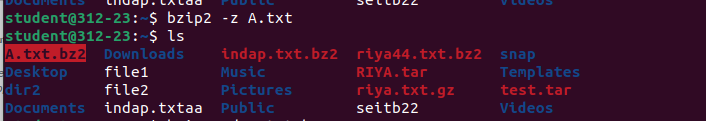 Documents indap.txtaa Public seitb22 Videos
student@312-23:~$ bzip2 -z A.txt
student@312-23:~$ ls
A.txt.bz2 Downloads indap.txt.bz2 riya44.txt.bz2 snap
Desktop file1 Music RIYA.tar Templates
dir2 file2 Pictures riya.txt.gz test.tar
Documents indap.txtaa Public seitb22 Videos